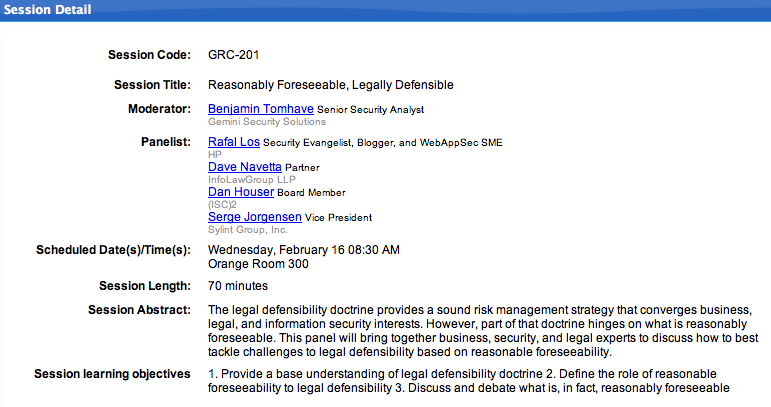 Session Detail
Session Code: GRC-201
Session Title: Reasonably Foreseeable, Legally Defensible
Moderator: Benjamin Tomhave Senior Security Analyst
Gemini Security Solutions
Panelist: Rafal Los Security Evangelist, Blogger, and WebAppSec SME
HP
Dave Navetta Partner
InfoLawGroup LLP
Dan Houser Board Member
(ISC)2
Serge Jorgensen Vice President
Sylint Group, Inc.
Scheduled Date(s)/Time(s): Wednesday, February 16 08:30 AM
Orange Room 300
Session Length: 70 minutes
Session Abstract: The legal defensibility doctrine provides a sound risk management strategy that converges business,
legal, and information security interests. However, part of that doctrine hinges on what is reasonably
foreseeable. This panel will bring together business, security, and legal experts to discuss how to best
tackle challenges to legal defensibility based on reasonable foreseeability.
Session learning objectives 1. Provide a base understanding of legal defensibility doctrine 2. Define the role of reasonable
foreseeability to legal defensibility 3. Discuss and debate what is, in fact, reasonably foreseeable